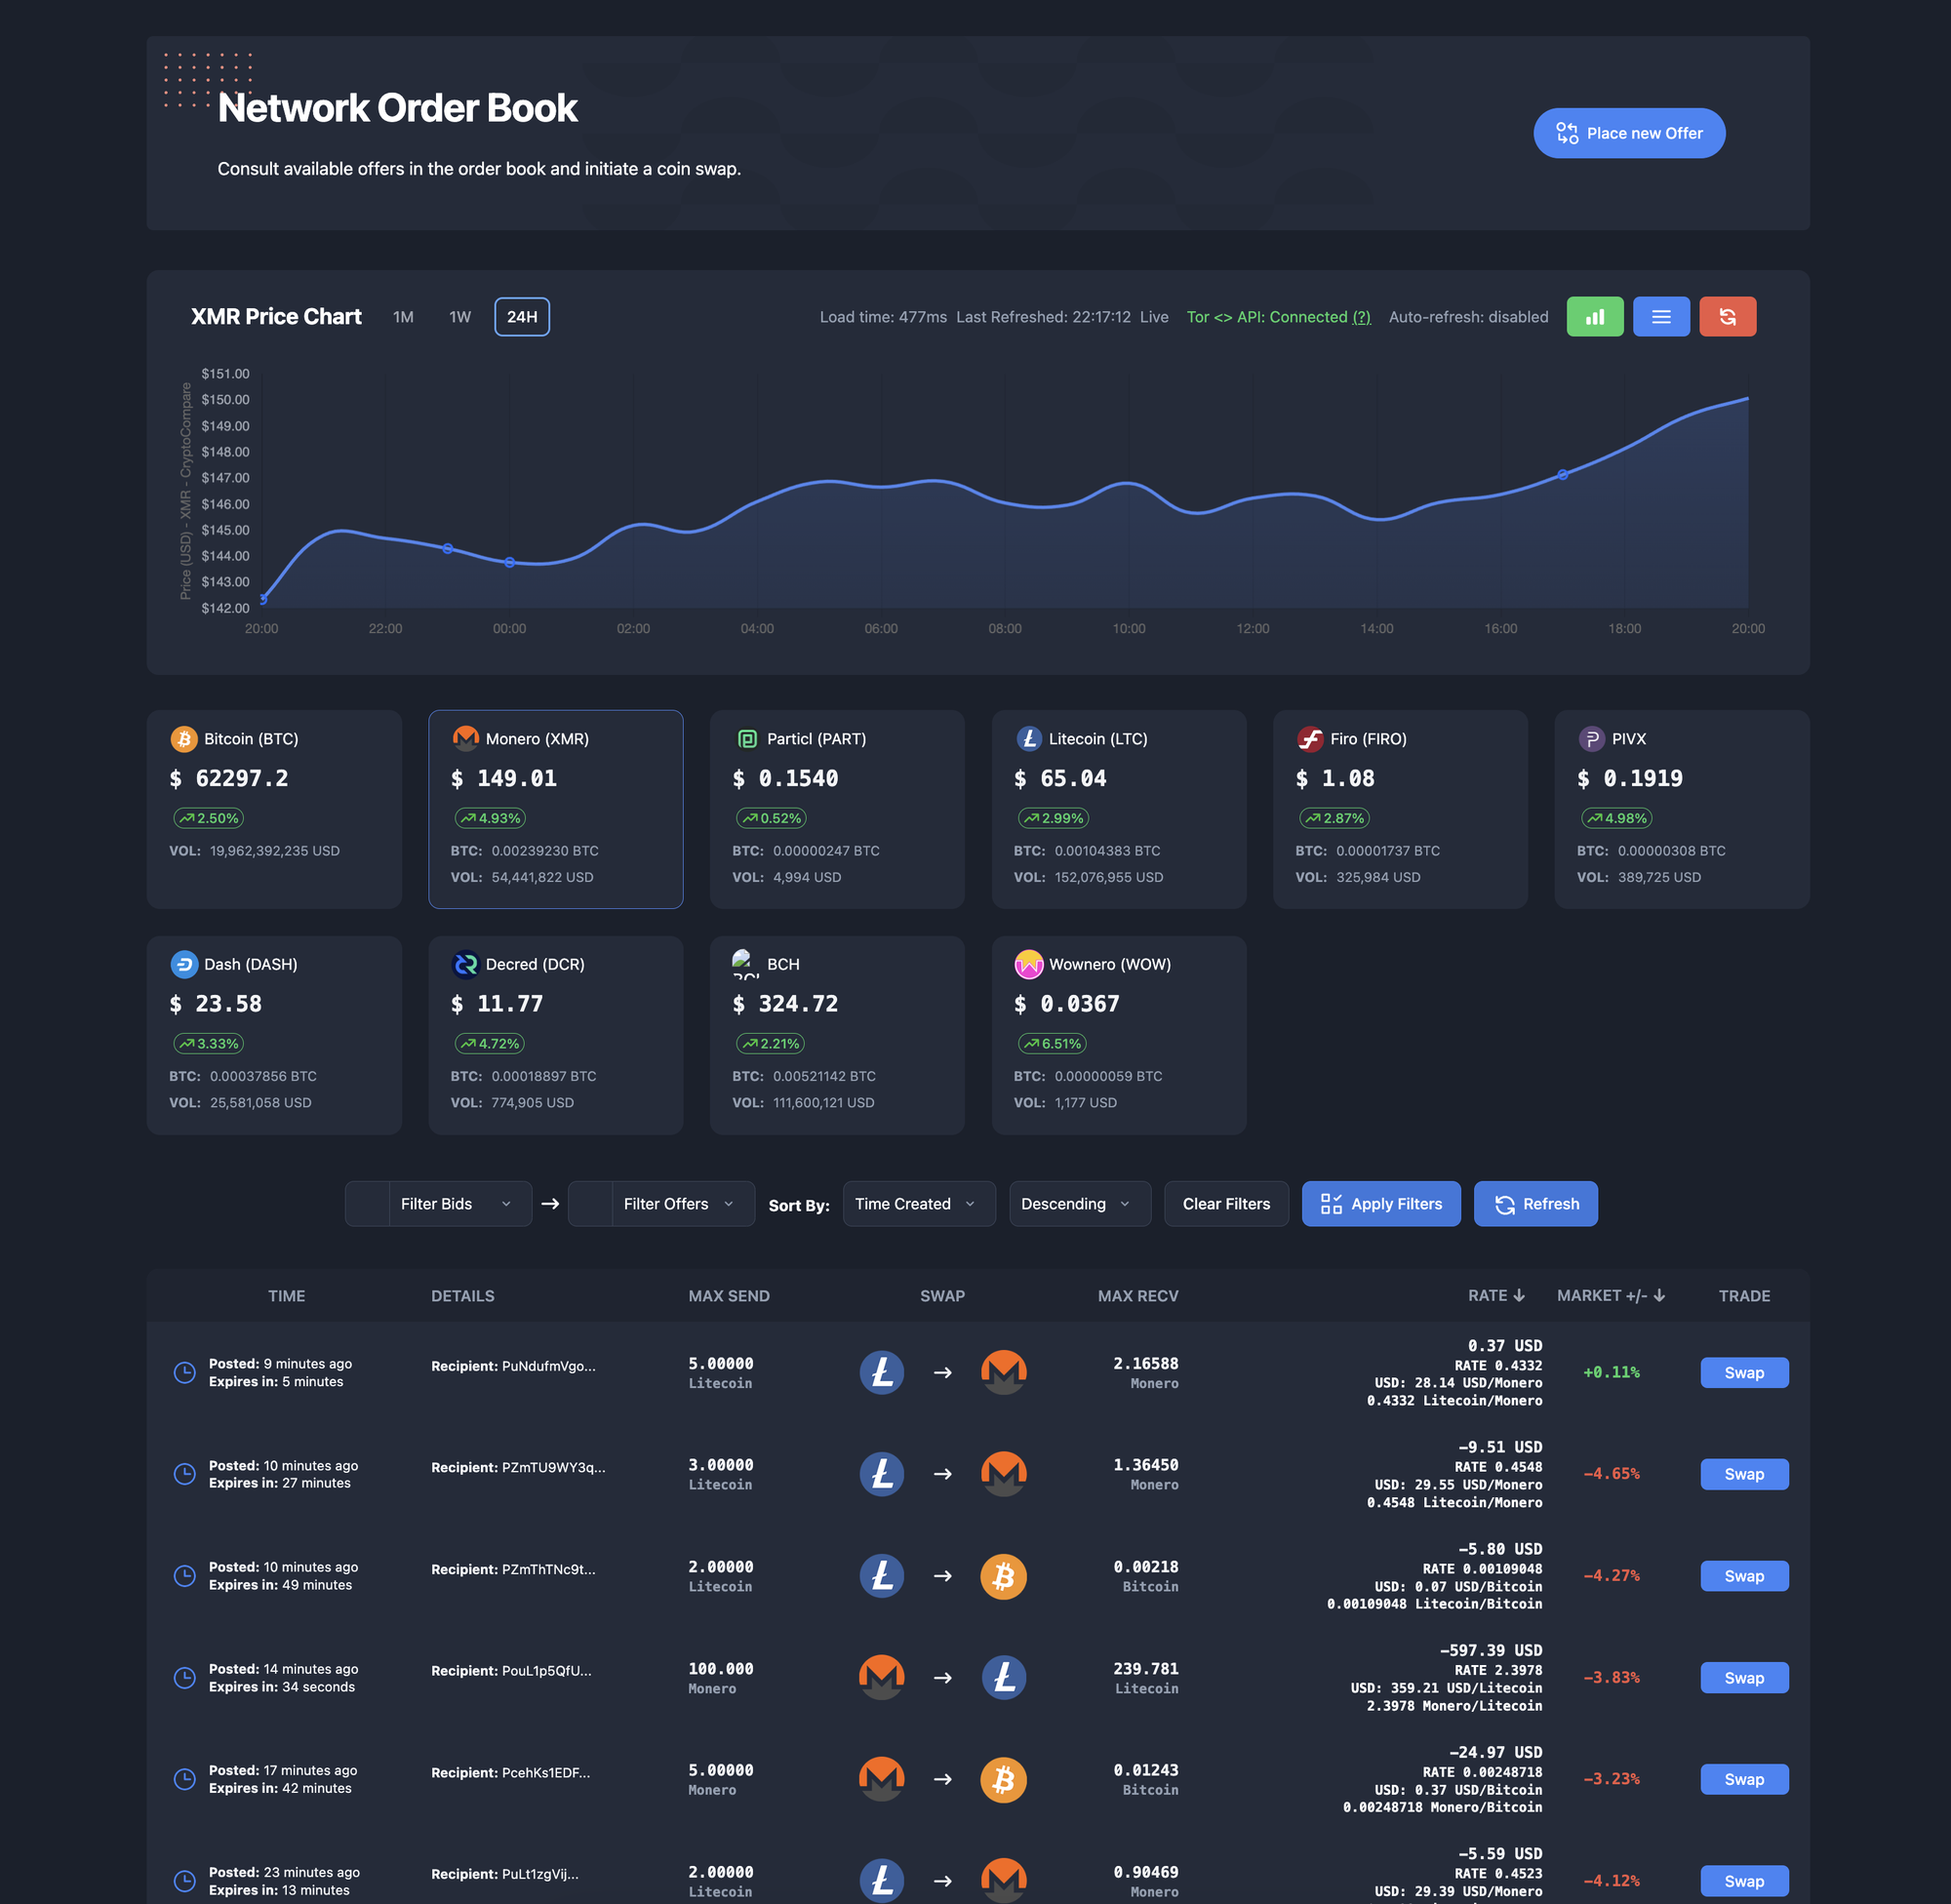 Network Order Book
Consult available offers in the order book and initiate a coin swap.
Place new Offer
XMR Price Chart 1M 1W 24H Load time: 477ms Last Refreshed: 22:17:12 Live Tor <> API: Connected (?) Auto-refresh: disabled
Price (USD) - XMR - CryptoCompare
$151.00
$150.00
$149.00
$148.00
$147.00
$146.00
$145.00
$144.00
$143.00
$142.00
20:00 22:00 00:00 02:00 04:00 06:00 08:00 10:00 12:00 14:00 16:00 18:00 20:00
Bitcoin (BTC)
$ 62297.2
2.50%
VOL: 19,962,392,235 USD
Monero (XMR)
$ 149.01
4.93%
BTC: 0.00239230 BTC
VOL: 54,441,822 USD
Particl (PART)
$ 0.1540
0.52%
BTC: 0.00000247 BTC
VOL: 4,994 USD
Litecoin (LTC)
$ 65.04
2.99%
BTC: 0.00104383 BTC
VOL: 152,076,955 USD
Firo (FIRO)
$ 1.08
2.87%
BTC: 0.00001737 BTC
VOL: 325,984 USD
PIVX
$ 0.1919
4.98%
BTC: 0.00000308 BTC
VOL: 389,725 USD
Dash (DASH)
$ 23.58
3.33%
BTC: 0.00037856 BTC
VOL: 25,581,058 USD
Decred (DCR)
$ 11.77
4.72%
BTC: 0.00018897 BTC
VOL: 774,905 USD
BCH
$ 324.72
2.21%
BTC: 0.00521142 BTC
VOL: 111,600,121 USD
Wownero (WOW)
$ 0.0367
6.51%
BTC: 0.00000059 BTC
VOL: 1,177 USD
Filter Bids → Filter Offers Sort By: Time Created Descending Clear Filters Apply Filters Refresh
TIME DETAILS MAX SEND SWAP MAX RECV RATE ↓ MARKET +/- ↓ TRADE
Posted: 9 minutes ago
Expires in: 5 minutes
Recipient: PuNdufmVgo...
5.00000
Litecoin
2.16588
Monero
0.37 USD
RATE 0.4332
USD: 28.14 USD/Monero
0.4332 Litecoin/Monero
+0.11%
Swap
Posted: 10 minutes ago
Expires in: 27 minutes
Recipient: PZmTU9WY3q...
3.00000
Litecoin
1.36450
Monero
-9.51 USD
RATE 0.4548
USD: 29.55 USD/Monero
0.4548 Litecoin/Monero
-4.65%
Swap
Posted: 10 minutes ago
Expires in: 49 minutes
Recipient: PZmThTNc9t...
2.00000
Litecoin
0.00218
Bitcoin
-5.80 USD
RATE 0.00109048
USD: 0.07 USD/Bitcoin
0.00109048 Litecoin/Bitcoin
-4.27%
Swap
Posted: 14 minutes ago
Expires in: 34 seconds
Recipient: PouL1p5QfU...
100.000
Monero
239.781
Litecoin
-597.39 USD
RATE 2.3978
USD: 359.21 USD/Litecoin
2.3978 Monero/Litecoin
-3.83%
Swap
Posted: 17 minutes ago
Expires in: 42 minutes
Recipient: PcehKs1EDF...
5.00000
Monero
0.01243
Bitcoin
-24.97 USD
RATE 0.00248718
USD: 0.37 USD/Bitcoin
0.00248718 Monero/Bitcoin
-3.23%
Swap
Posted: 23 minutes ago
Expires in: 13 minutes
Recipient: PuLt1zgVij...
2.00000
Litecoin
0.90469
Monero
-5.59 USD
RATE 0.4523
USD: 29.39 USD/Monero
-4.12%
Swap